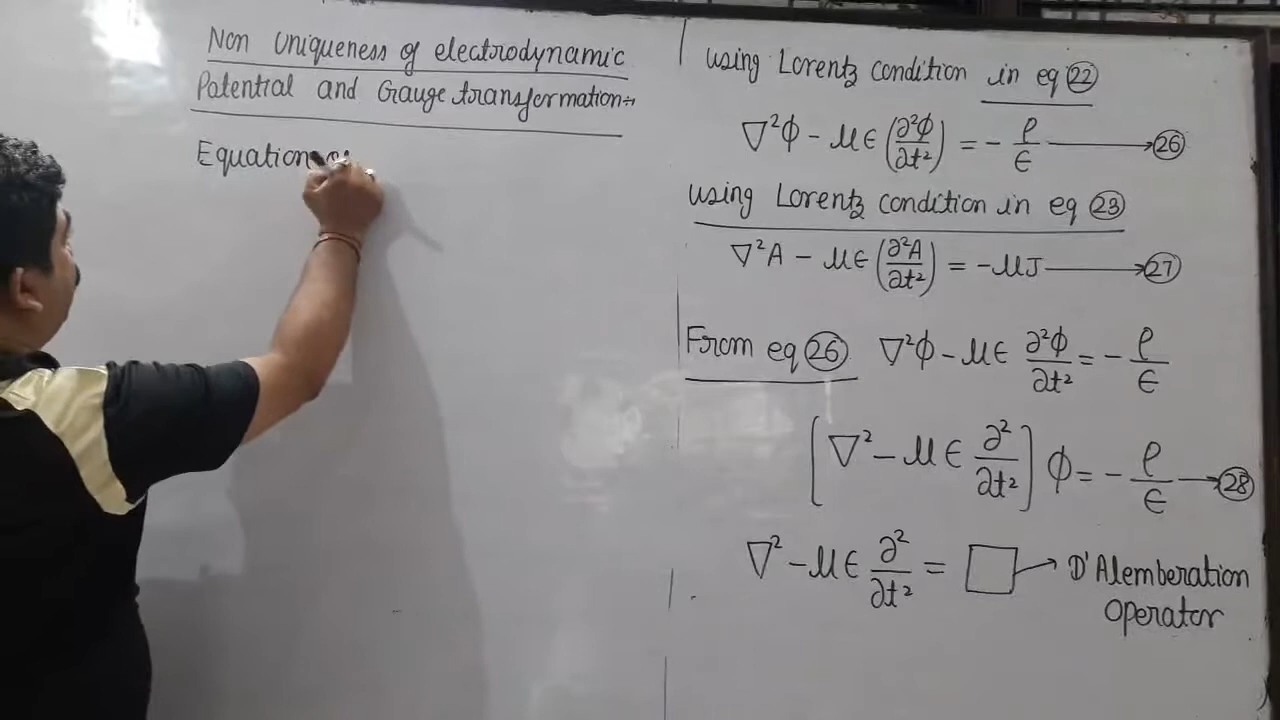 Non Uniqueness of electrodynamic
Potential and Gauge transformation÷
Equation
using Lorentz condition in eq (22)
∇²Φ - με (∂²Φ/∂t²) = - ρ/ε → (26)
using Lorentz condition in eq (23)
∇²A - με (∂²A/∂t²) = -μJ → (27)
From eq (26) ∇²ϕ - με ∂²ϕ/∂t² = - ρ/ε
[∇² - με ∂²/∂t²] ϕ = - ρ/ε → (28)
∇² - με ∂²/∂t² = □ → D'Alemberation
operator